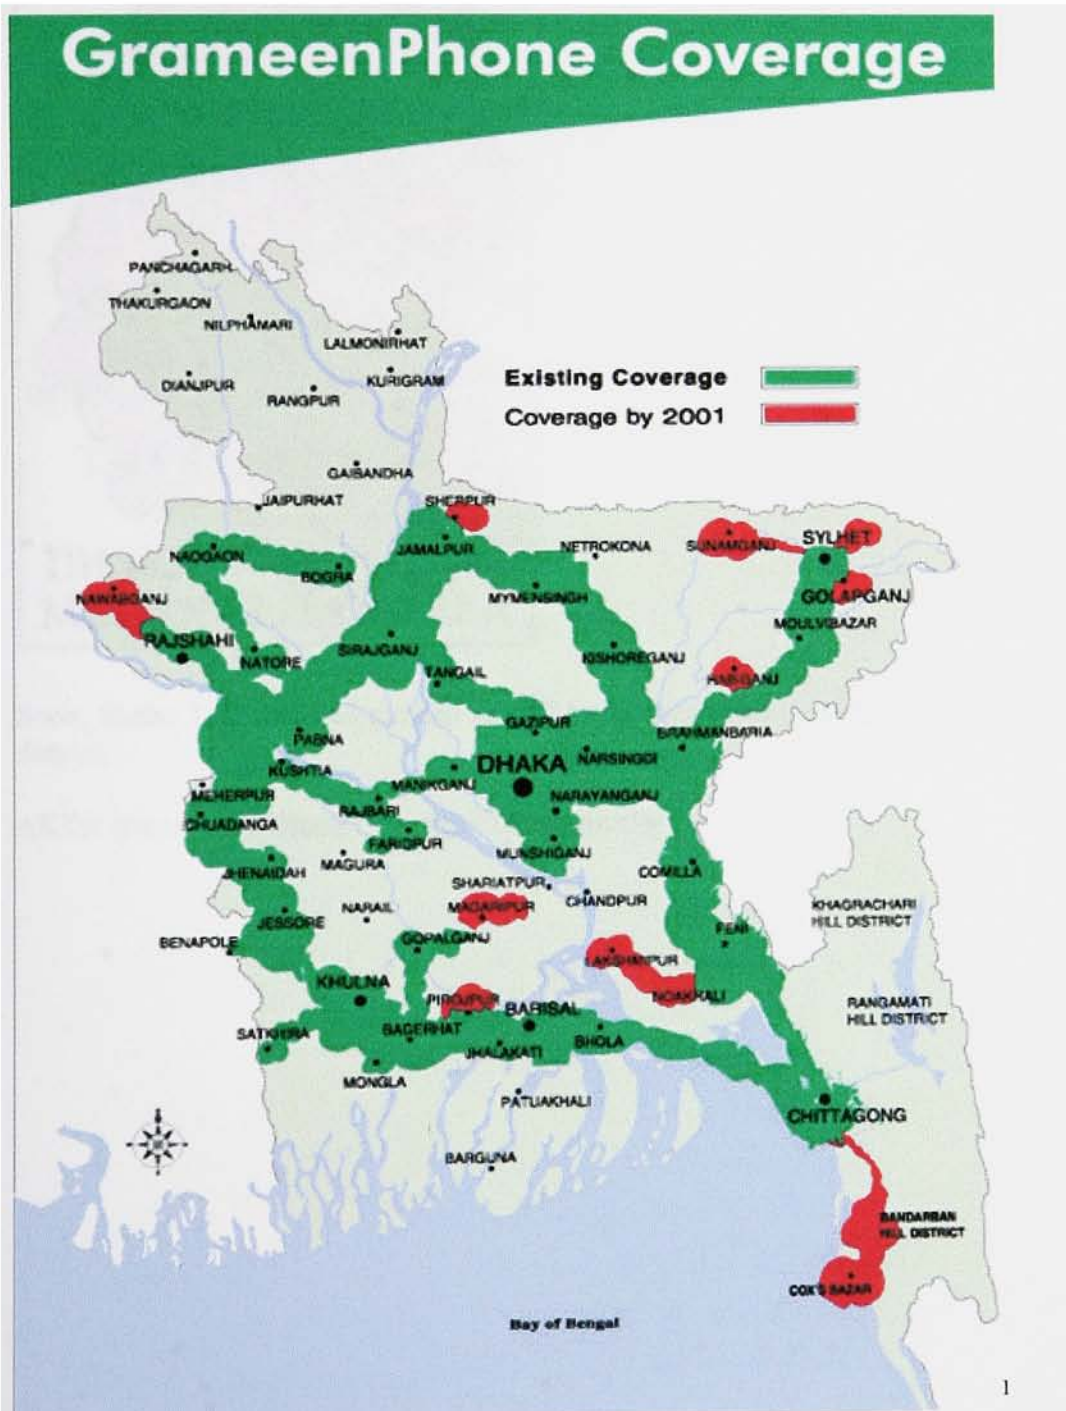 GrameenPhone Coverage
PANCHAGARH
THAKURGAON
NILPHAMARI
LALMONIRHAT
DIANJPUR
KURIGRAM
RANGPUR
Existing Coverage
Coverage by 2001
GAIBANDHA
JAIPURHAT
SHERPUR
NAOGAON
JAMALPUR
NETROKONA
SUNAMGANJ
SYLHET
BOGRA
NAWABGANJ
MYMENSINGH
GOLAPGANJ
RAJSHAHI
MOULVIBAZAR
SIRAJGANJ
NATORE
KISHOREGANJ
TANGAIL
HABIGANJ
GAZIPUR
BRAHMANBARIA
PABNA
DHAKA
NARSINGDI
KUSHTIA
MANIKGANJ
MEHERPUR
NARAYANGANJ
RAJBARI
CHUADANGA
FARIDPUR
MUNSHIGANJ
MAGURA
JHENAIDAH
COMILLA
SHARIATPUR
CHANDPUR
NARAIL
MADARIPUR
KHAGRACHARI
HILL DISTRICT
JESSORE
FENI
BENAPOLE
GOPALGANJ
LAKSHANPUR
KHULNA
NOAKHALI
PIROJPUR
BARISAL
RANGAMATI
HILL DISTRICT
SATKHIRA
BAGERHAT
JHALAKATI
BHOLA
MONGLA
PATUAKHALI
CHITTAGONG
BARGUNA
BANDARBAN
HILL DISTRICT
COX'S BAZAR
Bay of Bengal
1